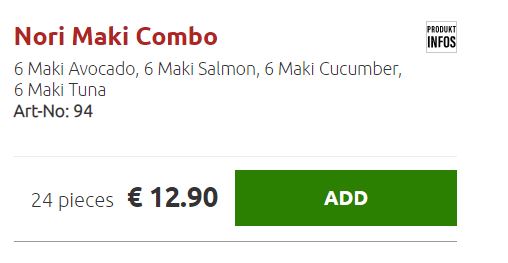 Nori Maki Combo
PRODUKT
INFOS
6 Maki Avocado, 6 Maki Salmon, 6 Maki Cucumber,
6 Maki Tuna
Art-No: 94
24 pieces € 12.90 ADD